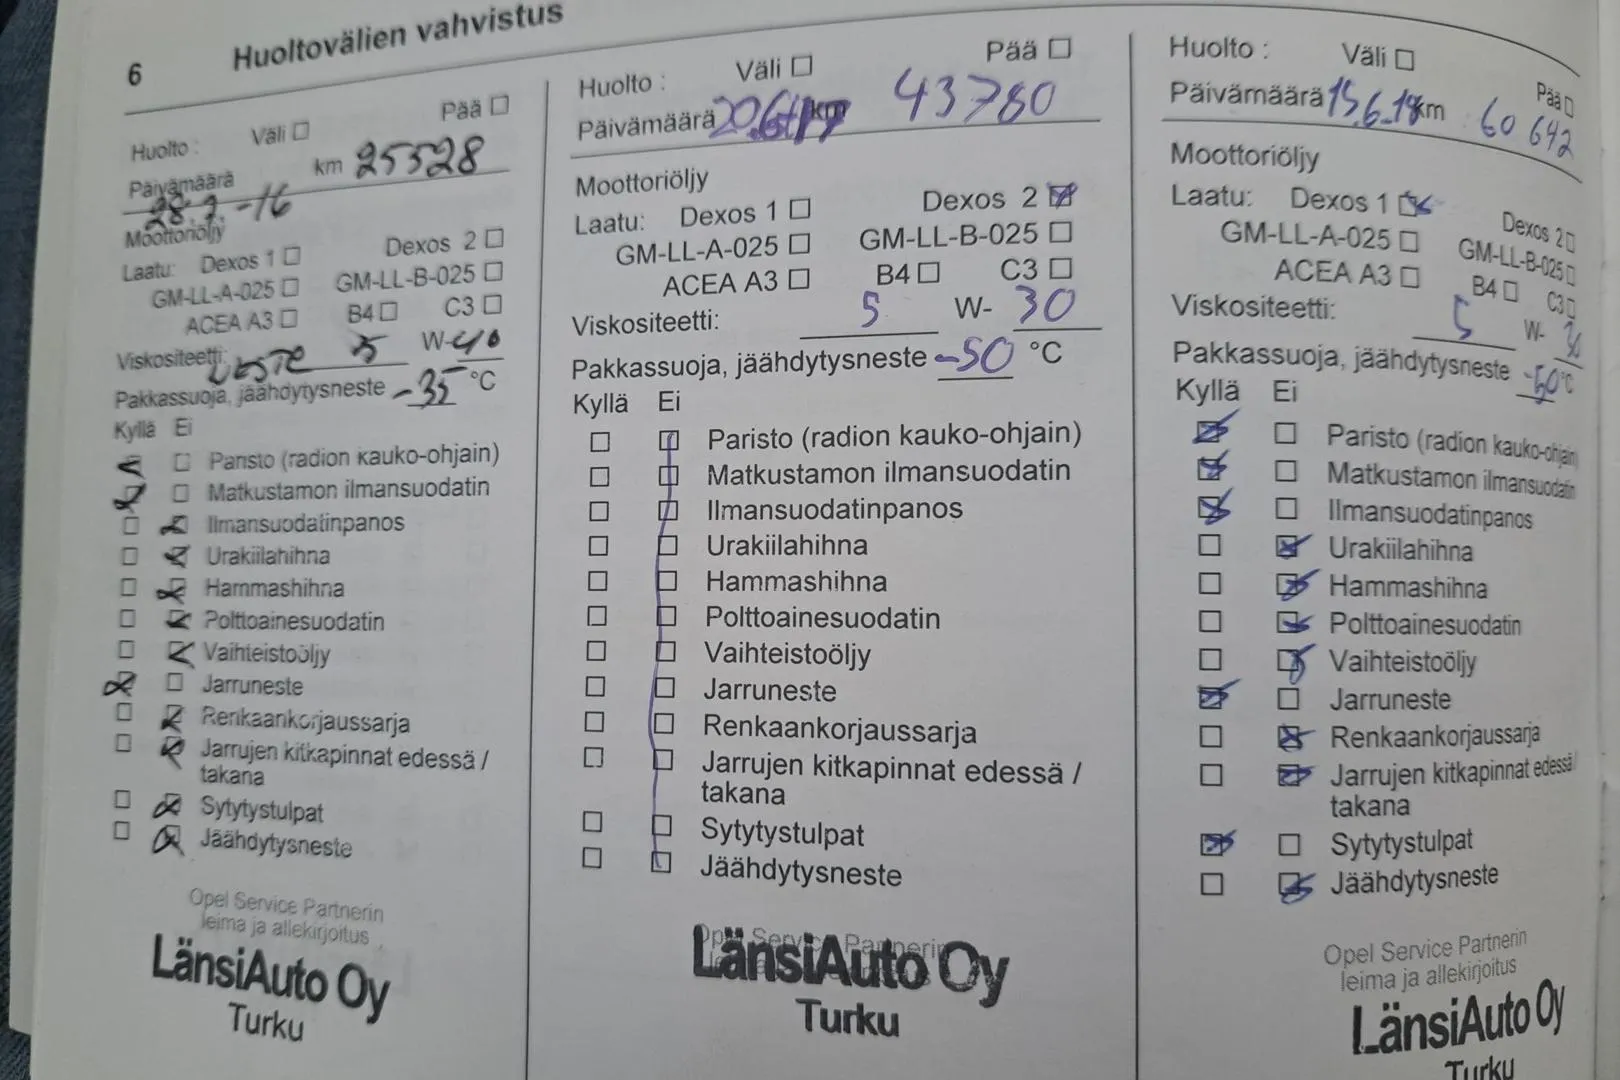 6 Huoltovälien vahvistus
Huolto : Väli Pää
Päivämäärä km 25528
28. -16
Moottoriöljy
Laatu: Dexos 1 Dexos 2
GM-LL-A-025 GM-LL-B-025
ACEA A3 B4 C3
Viskositeetti: 5 W-40
Pakkassuoja, jäähdytysneste -35 °C
Kyllä Ei
Paristo (radion kauko-ohjain)
Matkustamon ilmansuodatin
Ilmansuodatinpanos
Urakiilahihna
Hammashihna
Polttoainesuodatin
Vaihteistoöljy
Jarruneste
Renkaankorjaussarja
Jarrujen kitkapinnat edessä /
takana
Sytytystulpat
Jäähdytysneste
Opel Service Partnerin
leima ja allekirjoitus
LänsiAuto Oy
Turku
Huolto : Väli Pää
Päivämäärä km 43780
Moottoriöljy
Laatu: Dexos 1 Dexos 2
GM-LL-A-025 GM-LL-B-025
ACEA A3 B4 C3
Viskositeetti: 5 W- 30
Pakkassuoja, jäähdytysneste -50 °C
Kyllä Ei
Paristo (radion kauko-ohjain)
Matkustamon ilmansuodatin
Ilmansuodatinpanos
Urakiilahihna
Hammashihna
Polttoainesuodatin
Vaihteistoöljy
Jarruneste
Renkaankorjaussarja
Jarrujen kitkapinnat edessä /
takana
Sytytystulpat
Jäähdytysneste
Opel Service Partnerin
LänsiAuto Oy
Turku
Huolto : Väli Pää
Päivämäärä 15.6.18 km 60 642
Moottoriöljy
Laatu: Dexos 1 Dexos 2
GM-LL-A-025 GM-LL-B-025
ACEA A3 B4 C3
Viskositeetti: 5 W- 30
Pakkassuoja, jäähdytysneste -50 °C
Kyllä Ei
Paristo (radion kauko-ohjain)
Matkustamon ilmansuodatin
Ilmansuodatinpanos
Urakiilahihna
Hammashihna
Polttoainesuodatin
Vaihteistoöljy
Jarruneste
Renkaankorjaussarja
Jarrujen kitkapinnat edessä /
takana
Sytytystulpat
Jäähdytysneste
Opel Service Partnerin
leima ja allekirjoitus
LänsiAuto Oy
Turku